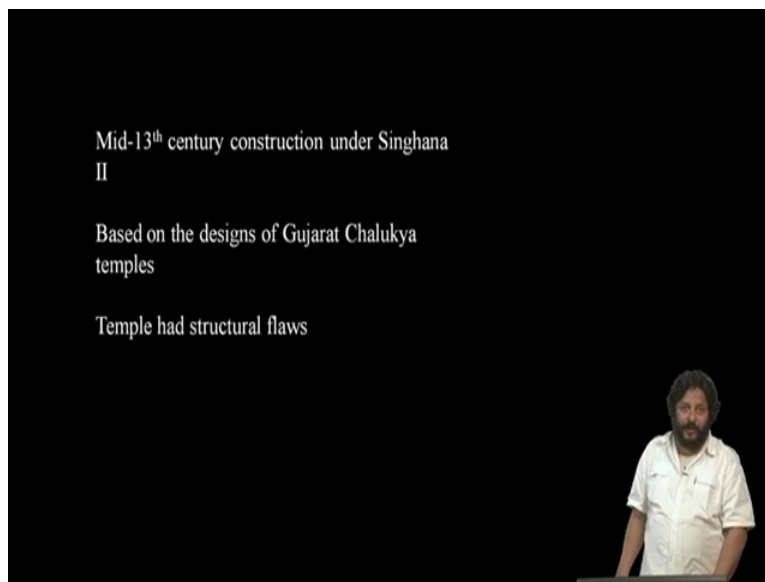 Mid-13th century construction under Singhana
II
Based on the designs of Gujarat Chalukya
temples
Temple had structural flaws